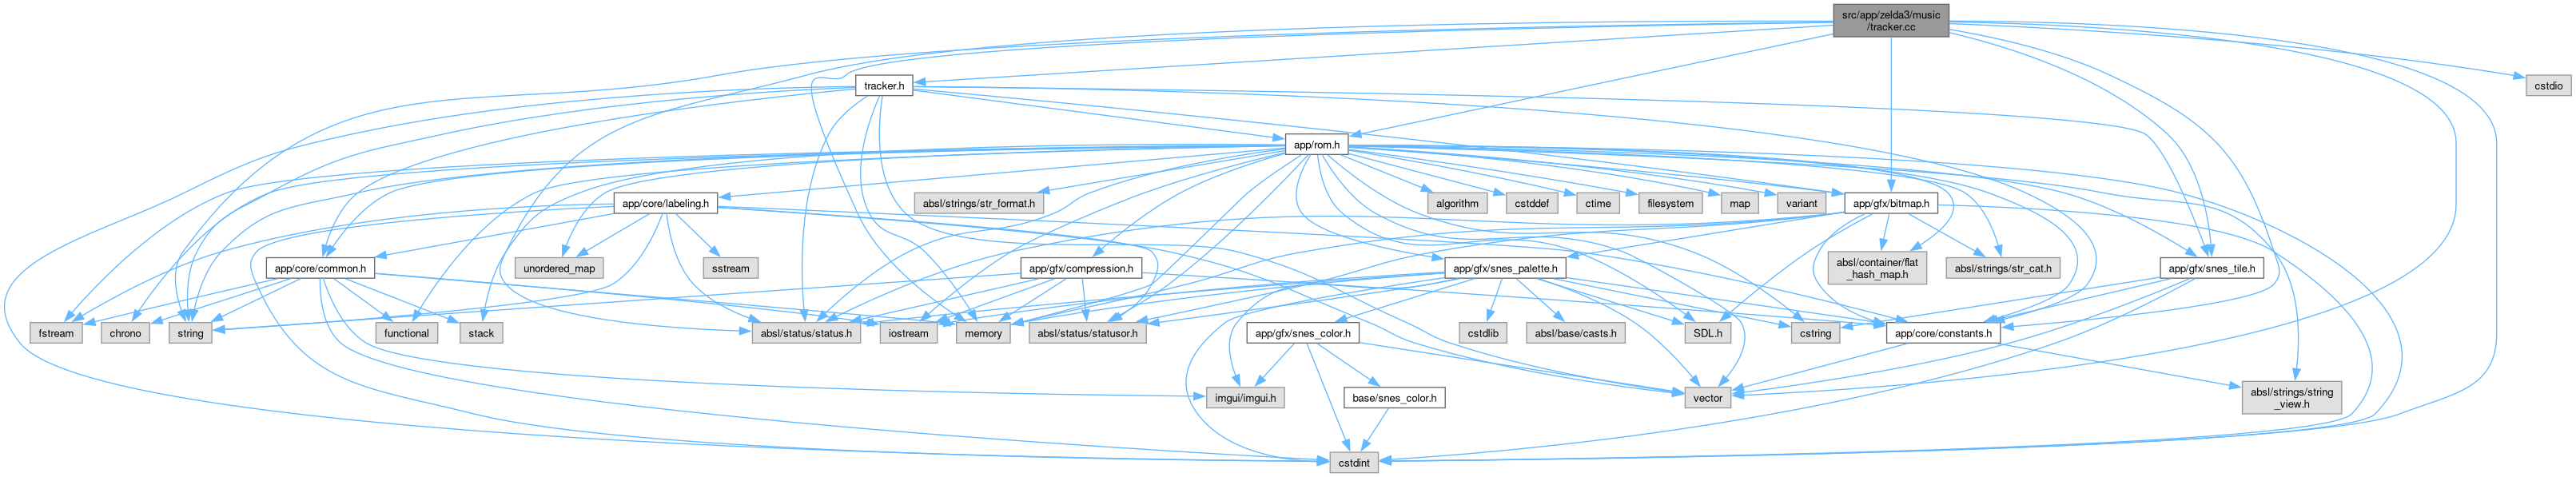 src/app/zelda3/music
/tracker.cc
tracker.h
cstdio
app/rom.h
app/core/labeling.h
absl/strings/str_format.h
algorithm
cstddef
ctime
filesystem
map
variant
app/gfx/bitmap.h
app/core/common.h
unordered_map
sstream
app/gfx/compression.h
app/gfx/snes_palette.h
absl/container/flat
_hash_map.h
absl/strings/str_cat.h
app/gfx/snes_tile.h
fstream
chrono
string
functional
stack
absl/status/status.h
iostream
memory
absl/status/statusor.h
app/gfx/snes_color.h
cstdlib
absl/base/casts.h
SDL.h
cstring
app/core/constants.h
imgui/imgui.h
base/snes_color.h
vector
absl/strings/string
_view.h
cstdint